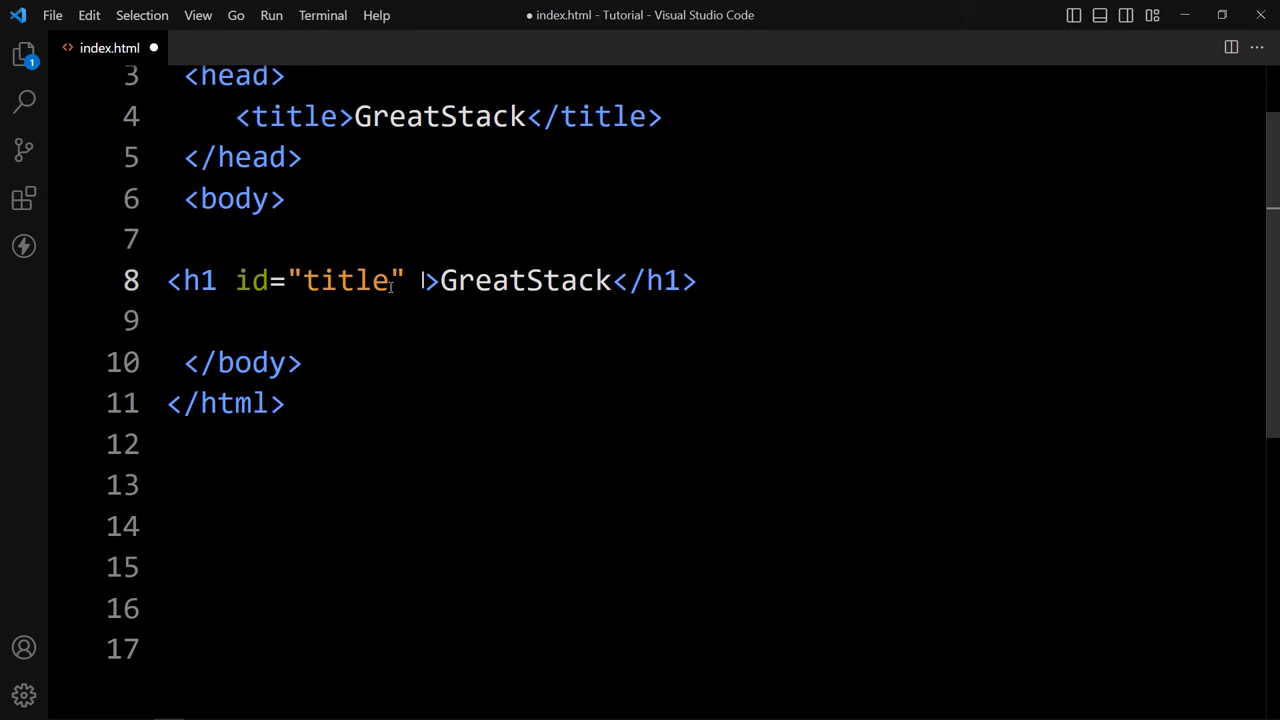 File Edit Selection View Go Run Terminal Help ● index.html - Tutorial - Visual Studio Code
<> index.html
1
3 <head>
4 <title>GreatStack</title>
5 </head>
6 <body>
7
8 <h1 id="title" >GreatStack</h1>
9
10 </body>
11 </html>
12
13
14
15
16
17